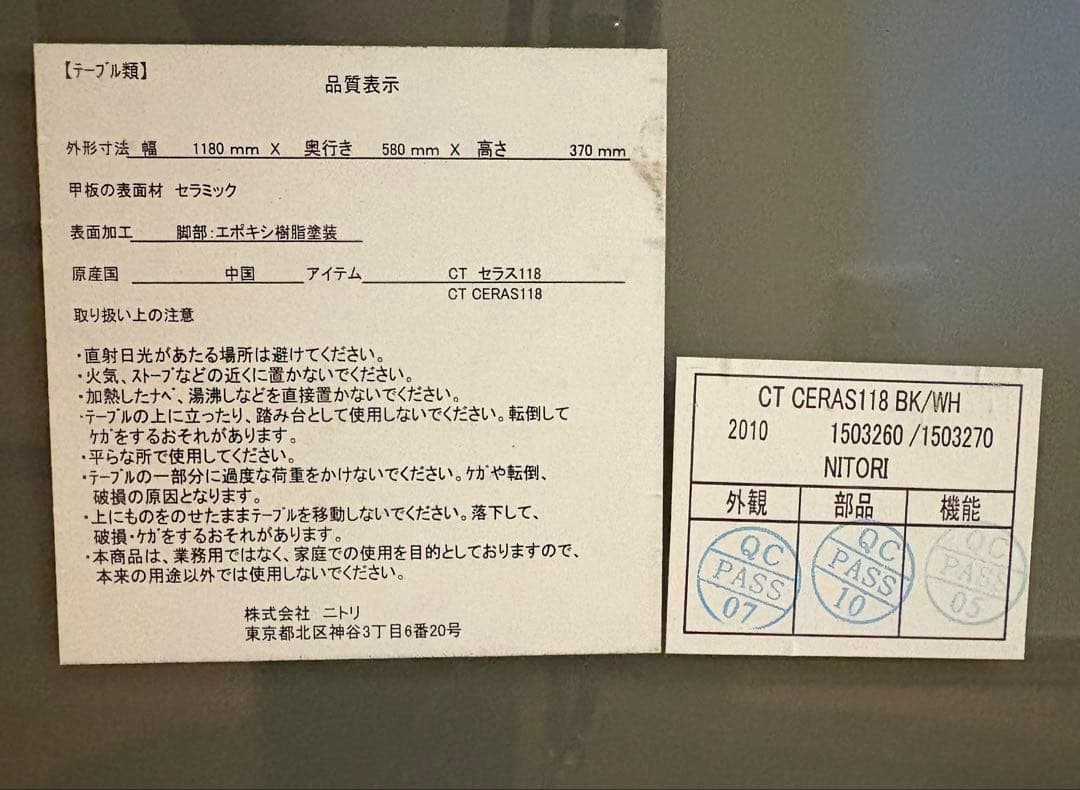 【テーブル類】
品質表示
外形寸法 幅 1180 mm X 奥行き 580 mm X 高さ 370 mm
甲板の表面材 セラミック
表面加工 脚部:エポキシ樹脂塗装
原産国 中国 アイテム CT セラス118
CT CERAS118
取り扱い上の注意
・直射日光があたる場所は避けてください。
・火気、ストーブなどの近くに置かないでください。
・加熱したナベ、湯沸しなどを直接置かないでください。
・テーブルの上に立ったり、踏み台として使用しないでください。転倒して
ケガをするおそれがあります。
・平らな所で使用してください。
・テーブルの一部分に過度な荷重をかけないでください。ケガや転倒、
破損の原因となります。
・上にものをのせたままテーブルを移動しないでください。落下して、
破損・ケガをするおそれがあります。
・本商品は、業務用ではなく、家庭での使用を目的としておりますので、
本来の用途以外では使用しないでください。
株式会社 ニトリ
東京都北区神谷3丁目6番20号
CT CERAS118 BK/WH
2010 1503260 /1503270
NITORI
外観 部品 機能
QC PASS 07
QC PASS 10
QC PASS 05